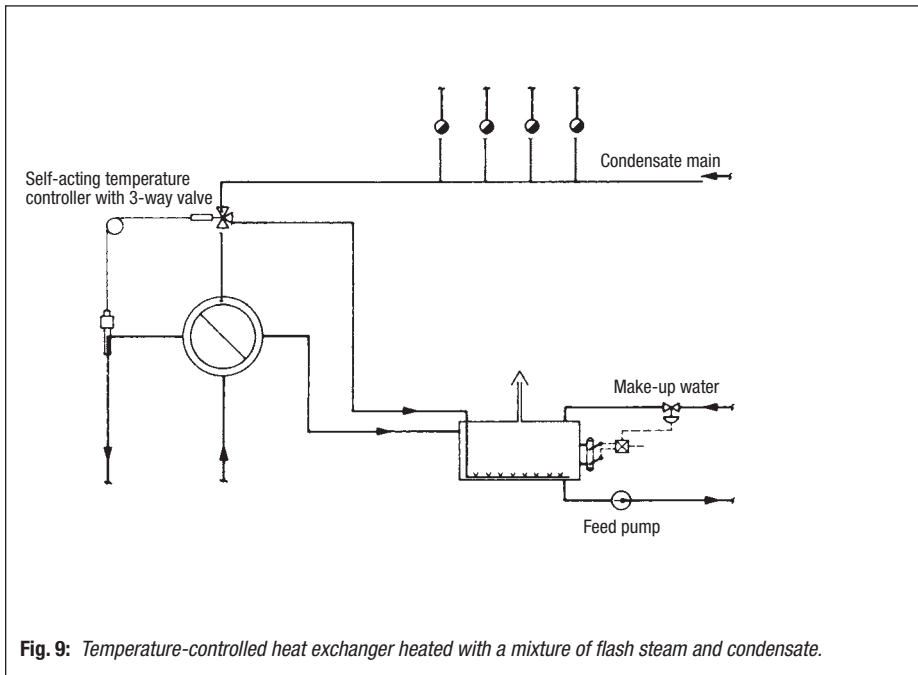 Self-acting temperature
controller with 3-way valve
Condensate main
Make-up water
Feed pump
Fig. 9: Temperature-controlled heat exchanger heated with a mixture of flash steam and condensate.